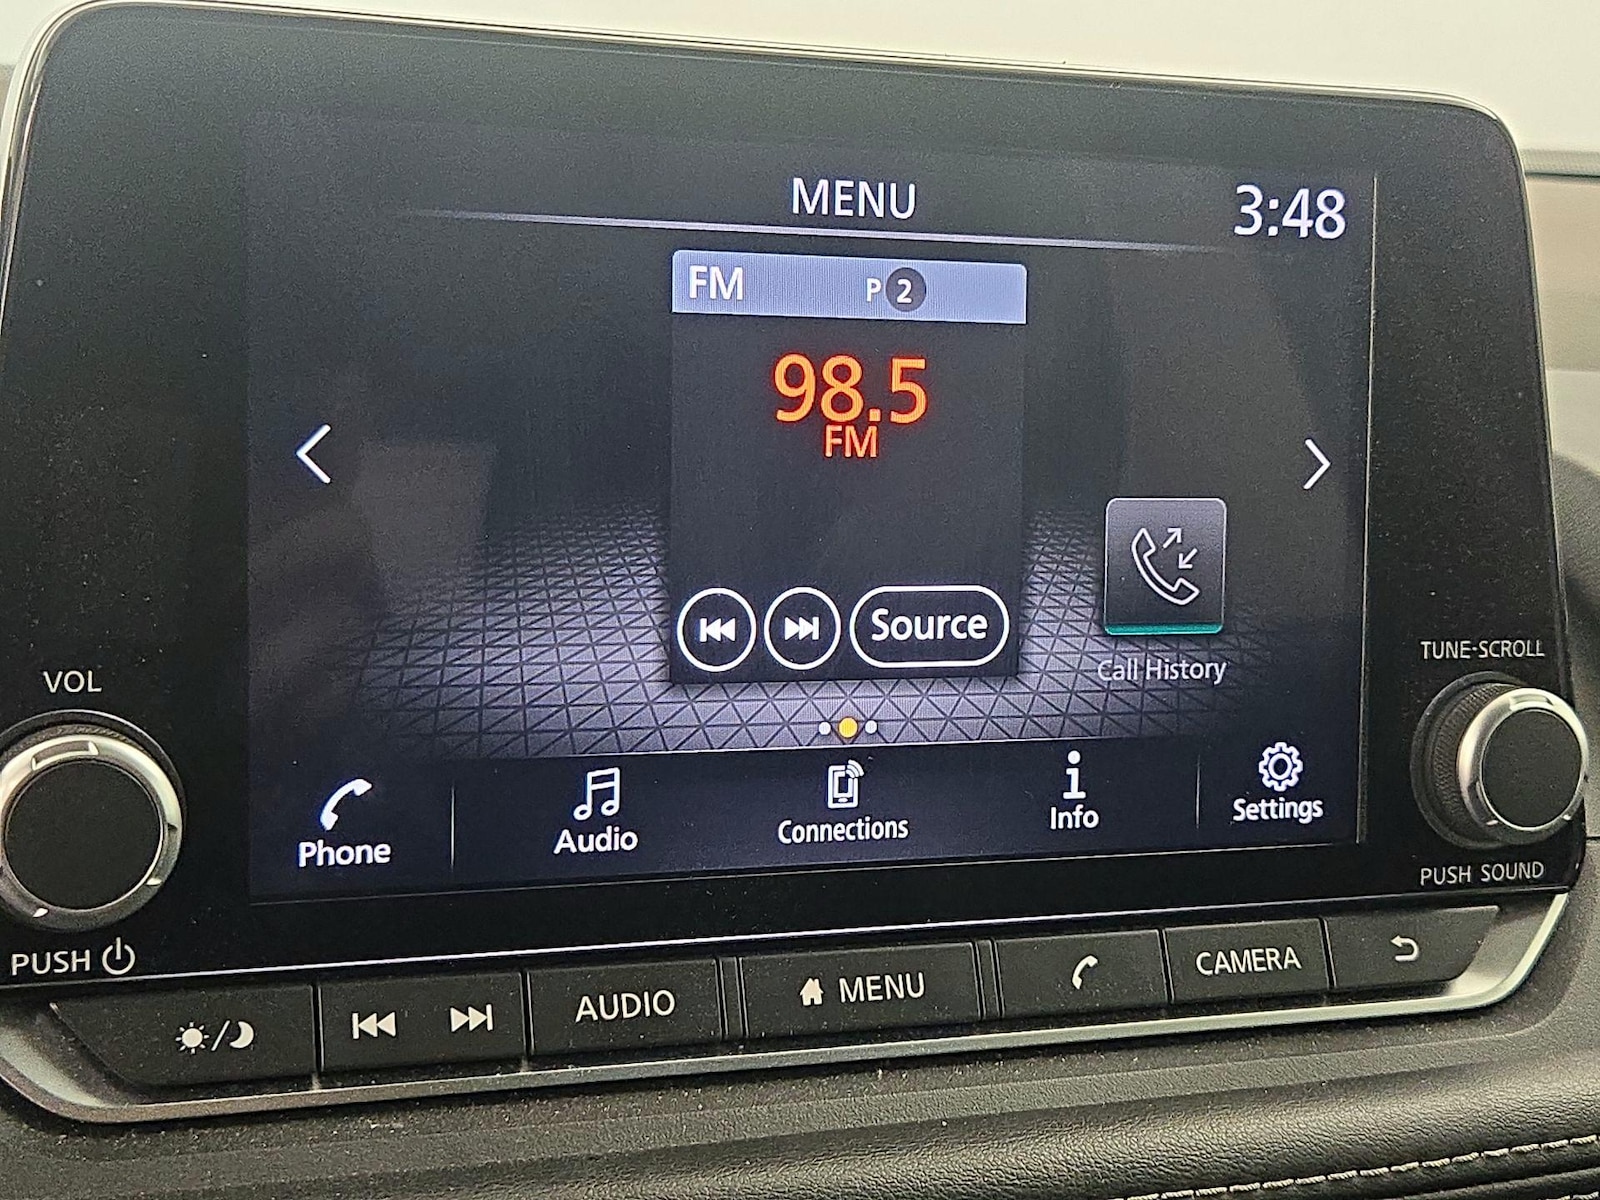 MENU
3:48
FM P 2
98.5
FM
Source
Call History
VOL
TUNE-SCROLL
Phone
Audio
Connections
Info
Settings
PUSH
PUSH SOUND
AUDIO
MENU
CAMERA